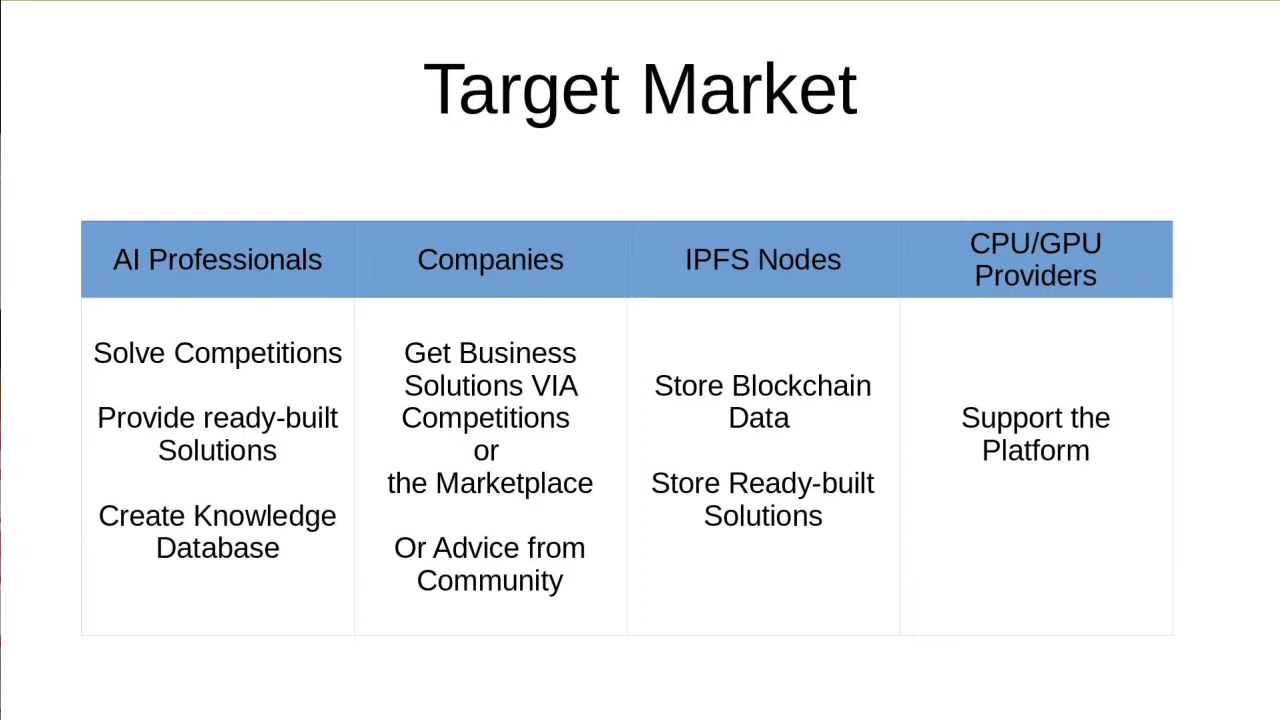 Target Market
AI Professionals
Companies
IPFS Nodes
CPU/GPU
Providers
Solve Competitions
Provide ready-built
Solutions
Create Knowledge
Database
Get Business
Solutions VIA
Competitions
or
the Marketplace
Or Advice from
Community
Store Blockchain
Data
Store Ready-built
Solutions
Support the
Platform